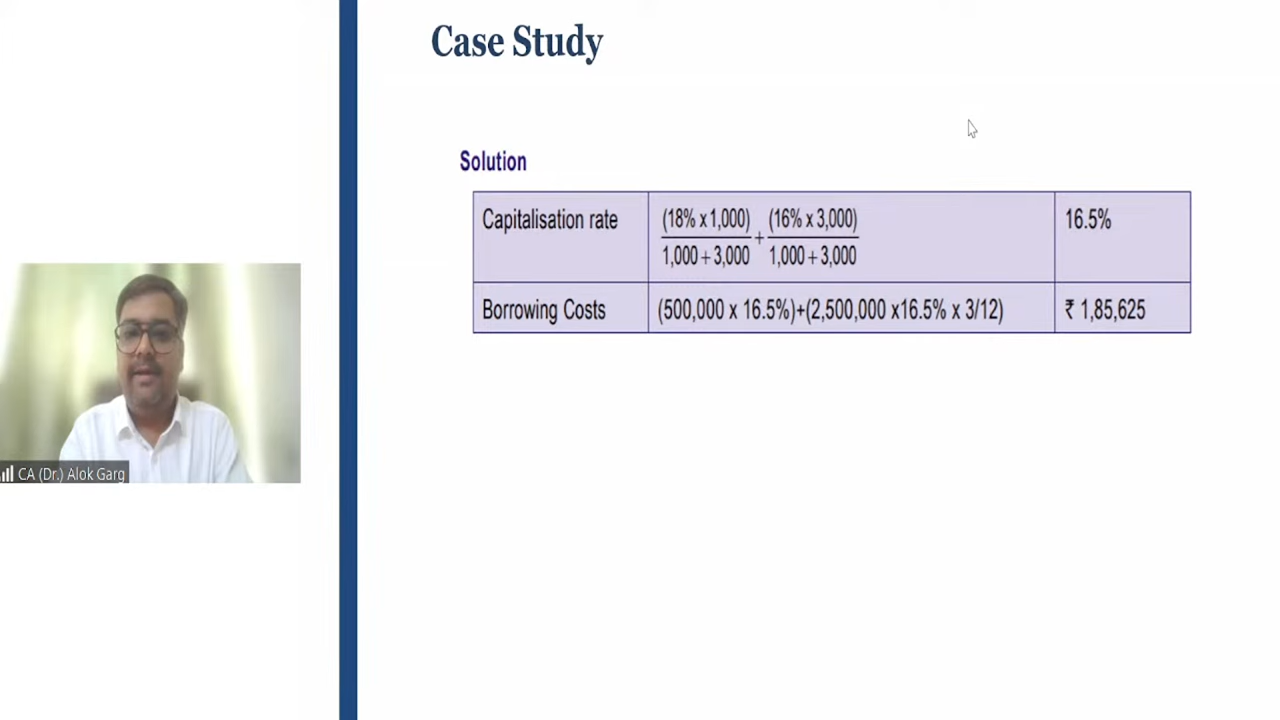 Case Study
Solution
Capitalisation rate
(18% x 1,000) / 1,000 + 3,000 + (16% x 3,000) / 1,000 + 3,000
16.5%
Borrowing Costs
(500,000 x 16.5%)+(2,500,000 x16.5% x 3/12)
₹ 1,85,625
CA (Dr.) Alok Garg